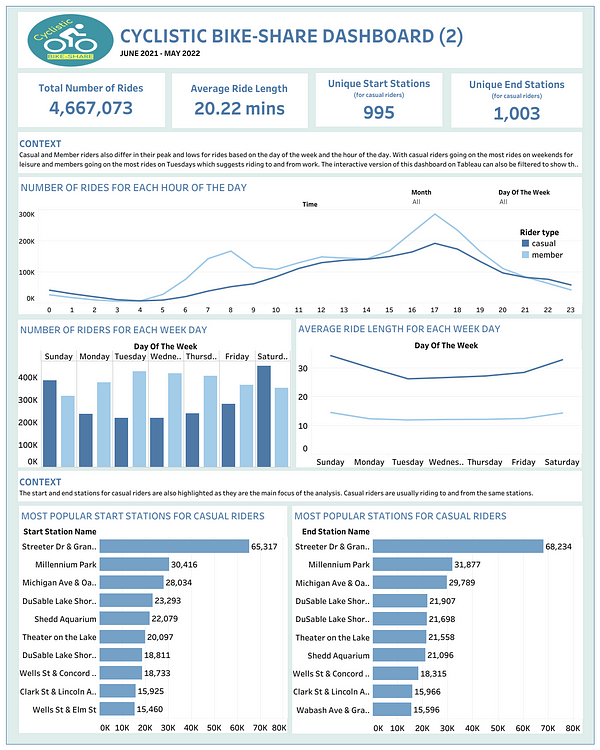 Cyclistic
BIKE-SHARE
CYCLISTIC BIKE-SHARE DASHBOARD (2)
JUNE 2021 - MAY 2022
Total Number of Rides
4,667,073
Average Ride Length
20.22 mins
Unique Start Stations
(for casual riders)
995
Unique End Stations
(for casual riders)
1,003
CONTEXT
Casual and Member riders also differ in their peak and lows for rides based on the day of the week and the hour of the day. With casual riders going on the most rides on weekends for
leisure and members going on the most rides on Tuesdays which suggests riding to and from work. The interactive version of this dashboard on Tableau can also be filtered to show th..
NUMBER OF RIDES FOR EACH HOUR OF THE DAY
Time
Month
All
Day Of The Week
All
Rider type
casual
member
300K
200K
100K
0K
0 1 2 3 4 5 6 7 8 9 10 11 12 13 14 15 16 17 18 19 20 21 22 23
NUMBER OF RIDERS FOR EACH WEEK DAY
Day Of The Week
Sunday Monday Tuesday Wedne.. Thursd.. Friday Saturd..
400K
300K
200K
100K
0K
AVERAGE RIDE LENGTH FOR EACH WEEK DAY
Day Of The Week
30
20
10
0
Sunday Monday Tuesday Wednes.. Thursday Friday Saturday
CONTEXT
The start and end stations for casual riders are also highlighted as they are the main focus of the analysis. Casual riders are usually riding to and from the same stations.
MOST POPULAR START STATIONS FOR CASUAL RIDERS
Start Station Name
Streeter Dr & Gran.. 65,317
Millennium Park 30,416
Michigan Ave & Oa.. 28,034
DuSable Lake Shor.. 23,293
Shedd Aquarium 22,079
Theater on the Lake 20,097
DuSable Lake Shor.. 18,811
Wells St & Concord .. 18,733
Clark St & Lincoln A.. 15,925
Wells St & Elm St 15,460
0K 10K 20K 30K 40K 50K 60K 70K 80K
MOST POPULAR STATIONS FOR CASUAL RIDERS
End Station Name
Streeter Dr & Gran.. 68,234
Millennium Park 31,877
Michigan Ave & Oa.. 29,789
DuSable Lake Shor.. 21,907
DuSable Lake Shor.. 21,698
Theater on the Lake 21,558
Shedd Aquarium 21,096
Wells St & Concord .. 18,315
Clark St & Lincoln A.. 15,966
Wabash Ave & Gra.. 15,596
0K 10K 20K 30K 40K 50K 60K 70K 80K